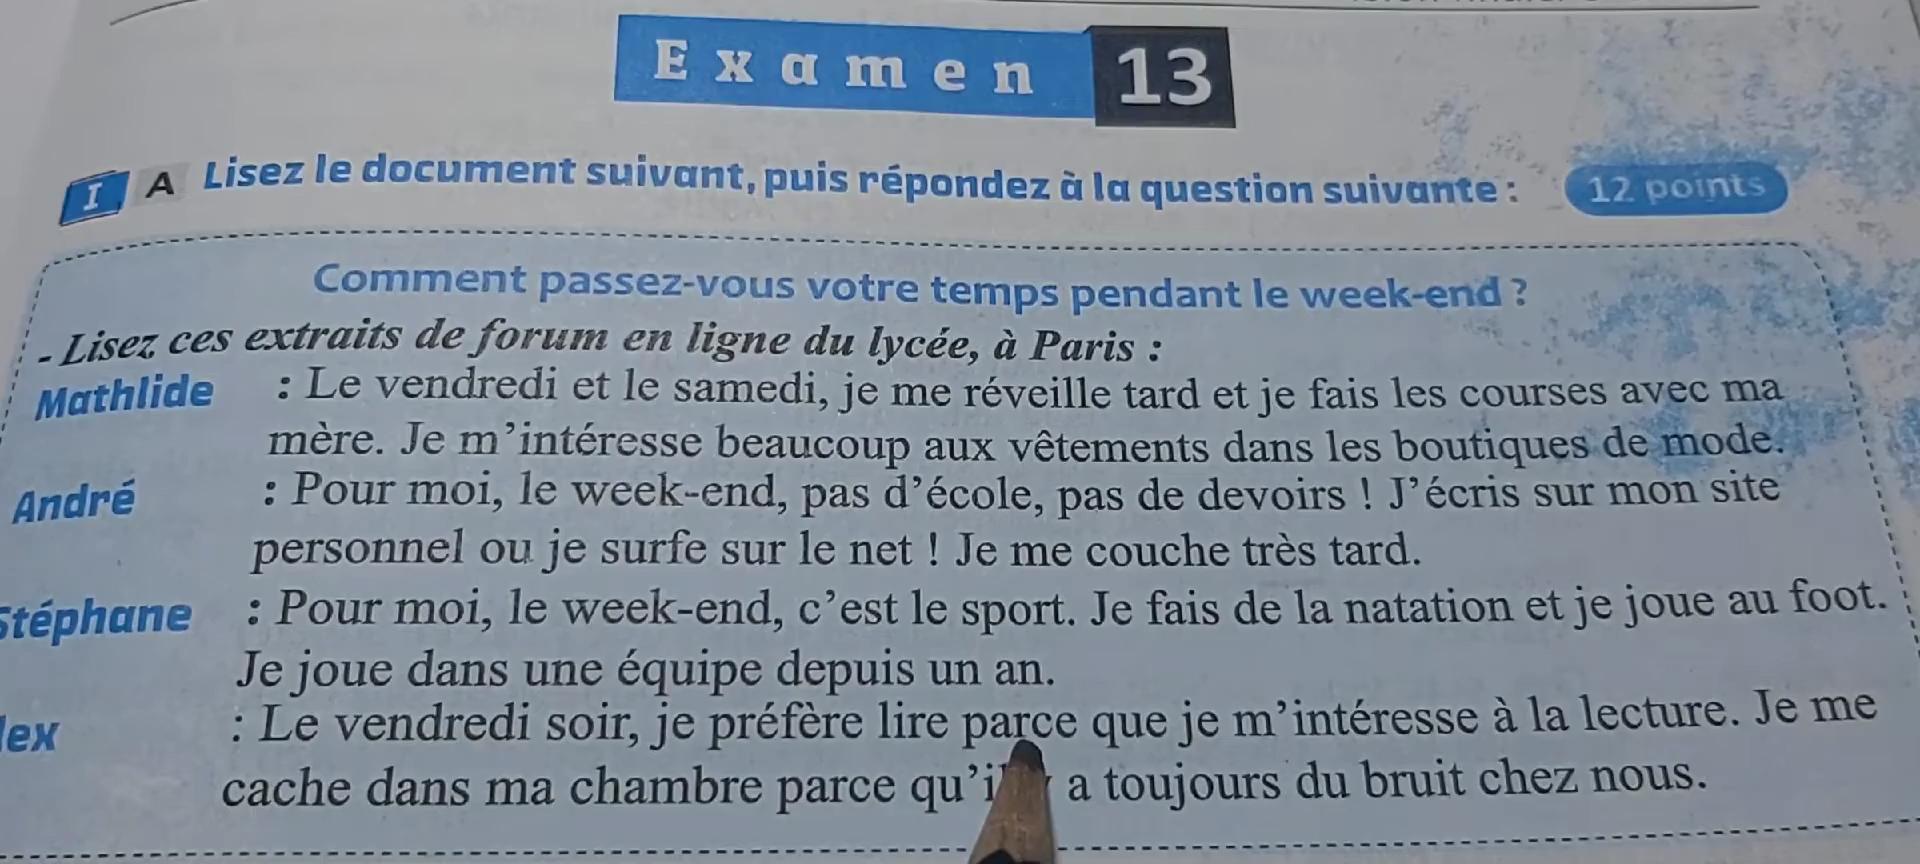 Examen 13
I A Lisez le document suivant, puis répondez à la question suivante : 12 points
Comment passez-vous votre temps pendant le week-end ?
- Lisez ces extraits de forum en ligne du lycée, à Paris :
Mathlide : Le vendredi et le samedi, je me réveille tard et je fais les courses avec ma
mère. Je m'intéresse beaucoup aux vêtements dans les boutiques de mode.
André : Pour moi, le week-end, pas d'école, pas de devoirs ! J'écris sur mon site
personnel ou je surfe sur le net ! Je me couche très tard.
Stéphane : Pour moi, le week-end, c'est le sport. Je fais de la natation et je joue au foot.
Je joue dans une équipe depuis un an.
lex : Le vendredi soir, je préfère lire parce que je m'intéresse à la lecture. Je me
cache dans ma chambre parce a toujours du bruit chez nous.